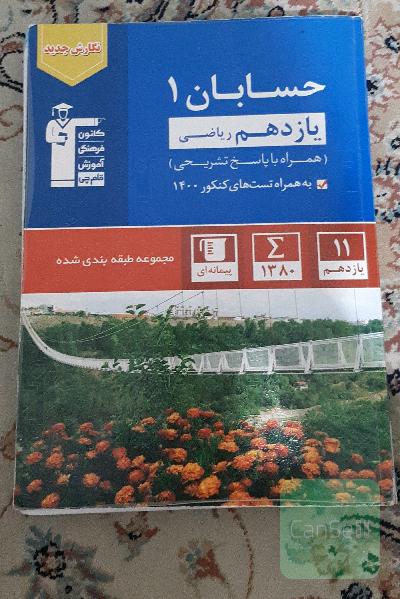 نگارش جدید
حسابان ۱
یازدهم ریاضی
(همراه با پاسخ تشریحی)
به همراه تست‌های کنکور ۱۴۰۰
کانون
فرهنگی
آموزش
قلم‌چی
۱۱
یازدهم
Σ
۱۳۸۰
پیمانه‌ای
مجموعه طبقه بندی شده
CanSell